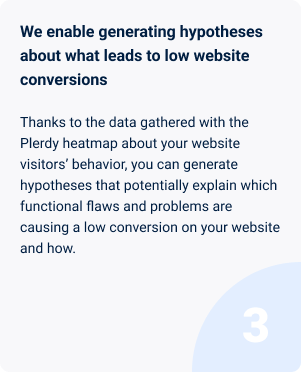 We enable generating hypotheses
about what leads to low website
conversions
Thanks to the data gathered with the
Plerdy heatmap about your website
visitors’ behavior, you can generate
hypotheses that potentially explain which
functional flaws and problems are
causing a low conversion on your website
and how.
3